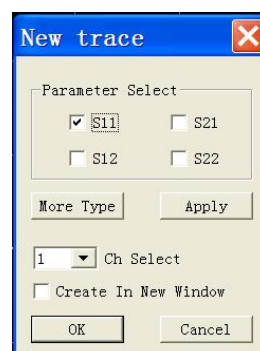 New trace
Parameter Select
S11 S21
S12 S22
More Type Apply
1 Ch Select
Create In New Window
OK Cancel